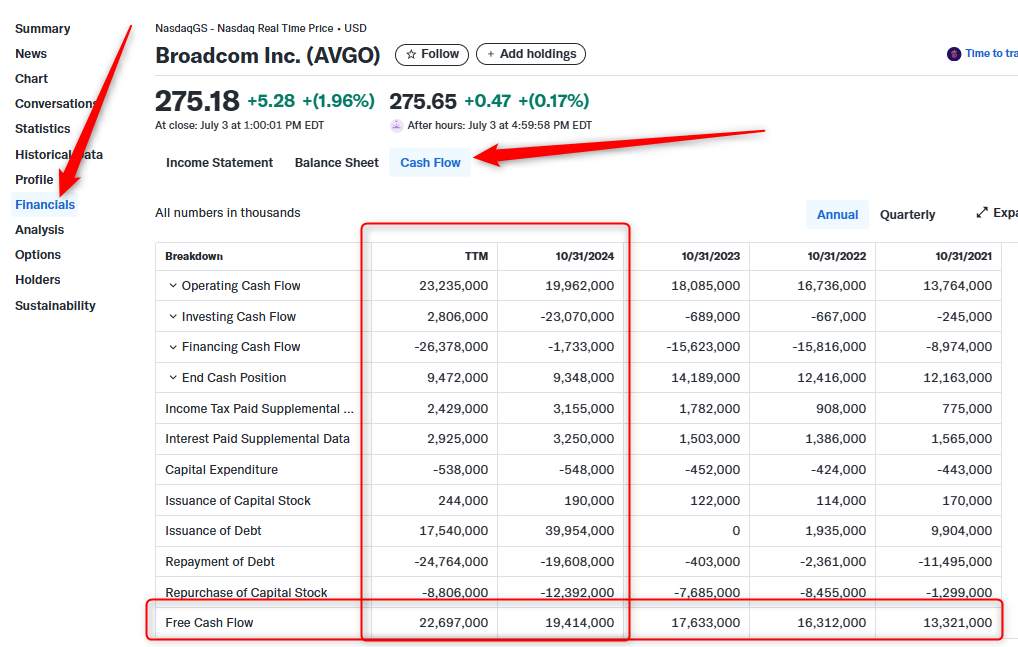 Summary
News
Chart
Conversations
Statistics
Historical Data
Profile
Financials
Analysis
Options
Holders
Sustainability
NasdaqGS - Nasdaq Real Time Price • USD
Broadcom Inc. (AVGO)
☆ Follow
+ Add holdings
Time to tra
275.18 +5.28 +(1.96%)
At close: July 3 at 1:00:01 PM EDT
275.65 +0.47 +(0.17%)
After hours: July 3 at 4:59:58 PM EDT
Income Statement Balance Sheet Cash Flow
All numbers in thousands
Annual Quarterly
Expa
Breakdown TTM 10/31/2024 10/31/2023 10/31/2022 10/31/2021
Operating Cash Flow 23,235,000 19,962,000 18,085,000 16,736,000 13,764,000
Investing Cash Flow 2,806,000 -23,070,000 -689,000 -667,000 -245,000
Financing Cash Flow -26,378,000 -1,733,000 -15,623,000 -15,816,000 -8,974,000
End Cash Position 9,472,000 9,348,000 14,189,000 12,416,000 12,163,000
Income Tax Paid Supplemental ... 2,429,000 3,155,000 1,782,000 908,000 775,000
Interest Paid Supplemental Data 2,925,000 3,250,000 1,503,000 1,386,000 1,565,000
Capital Expenditure -538,000 -548,000 -452,000 -424,000 -443,000
Issuance of Capital Stock 244,000 190,000 122,000 114,000 170,000
Issuance of Debt 17,540,000 39,954,000 0 1,935,000 9,904,000
Repayment of Debt -24,764,000 -19,608,000 -403,000 -2,361,000 -11,495,000
Repurchase of Capital Stock -8,806,000 -12,392,000 -7,685,000 -8,455,000 -1,299,000
Free Cash Flow 22,697,000 19,414,000 17,633,000 16,312,000 13,321,000